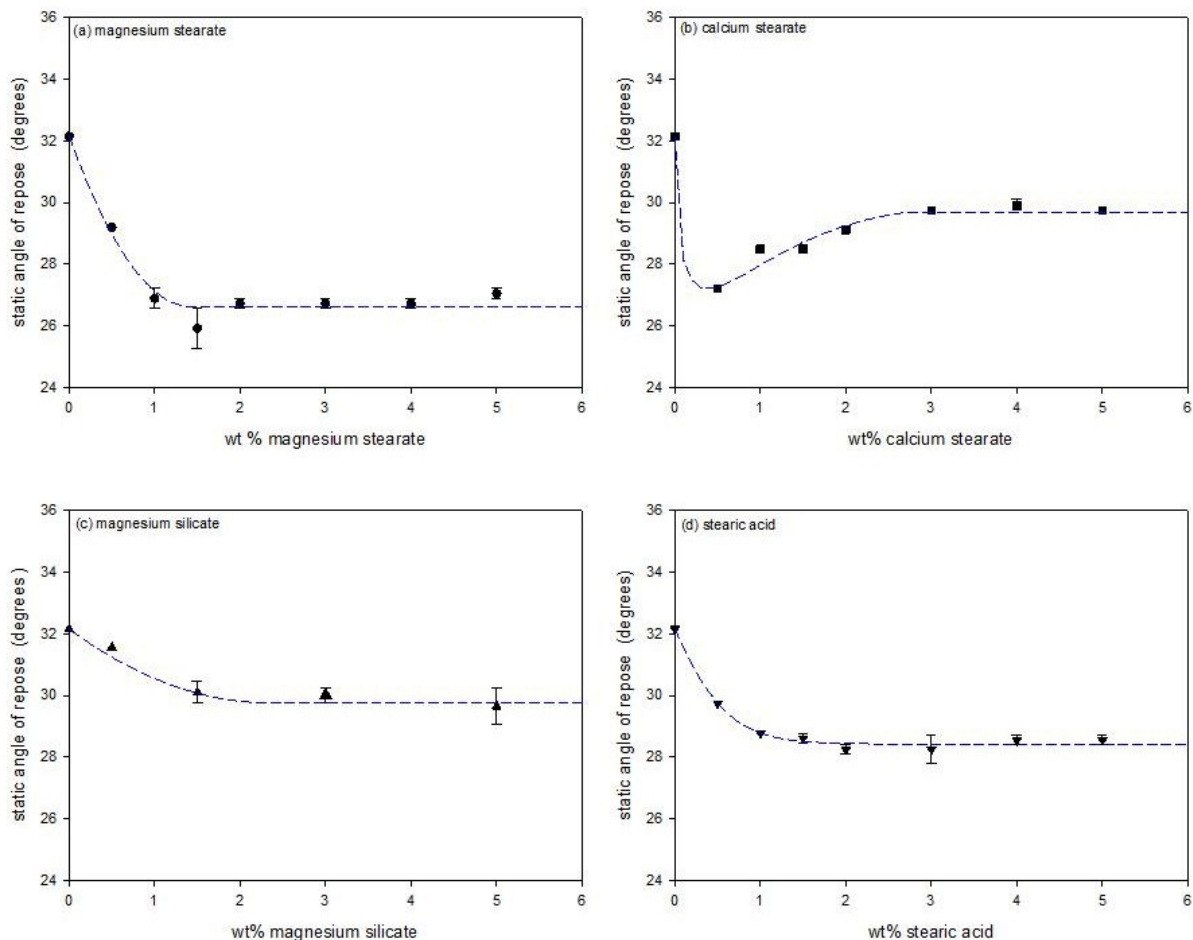 (a) magnesium stearate
36
34
32
30
28
26
24
static angle of repose (degrees)
0 1 2 3 4 5 6
wt % magnesium stearate
(b) calcium stearate
36
34
32
30
28
26
24
static angle of repose (degrees)
0 1 2 3 4 5 6
wt% calcium stearate
(c) magnesium silicate
36
34
32
30
28
26
24
static angle of repose (degrees )
0 1 2 3 4 5 6
wt% magnesium silicate
(d) stearic acid
36
34
32
30
28
26
24
static angle of repose (degrees)
0 1 2 3 4 5 6
wt% stearic acid